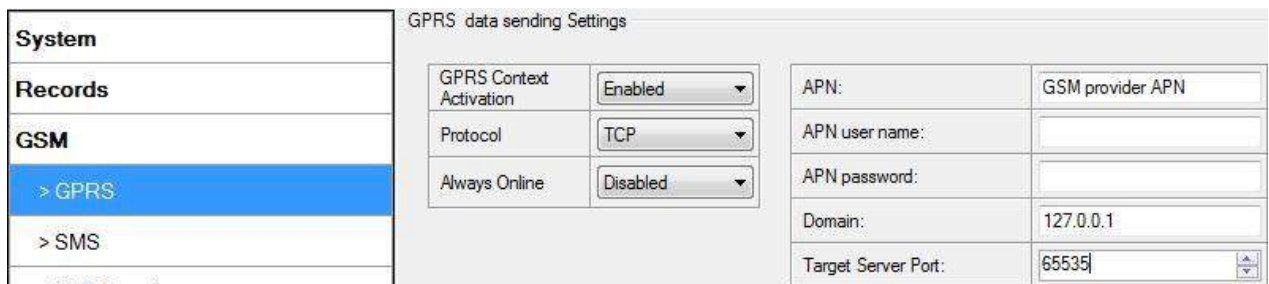 System
Records
GSM
> GPRS
> SMS
GPRS data sending Settings
GPRS Context
Activation
Enabled
Protocol
TCP
Always Online
Disabled
APN:
GSM provider APN
APN user name:
APN password:
Domain:
127.0.0.1
Target Server Port:
65535